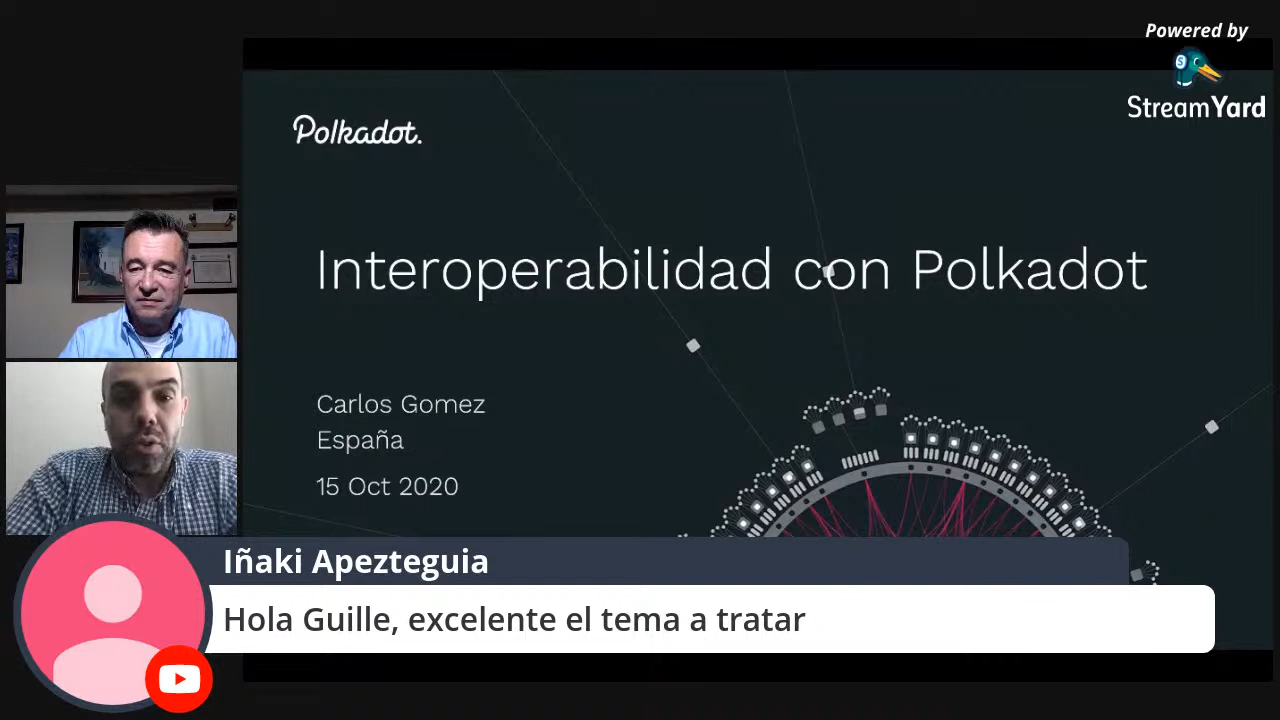 Powered by
StreamYard
Polkadot.
Interoperabilidad con Polkadot
Carlos Gomez
España
15 Oct 2020
Iñaki Apezteguia
Hola Guille, excelente el tema a tratar